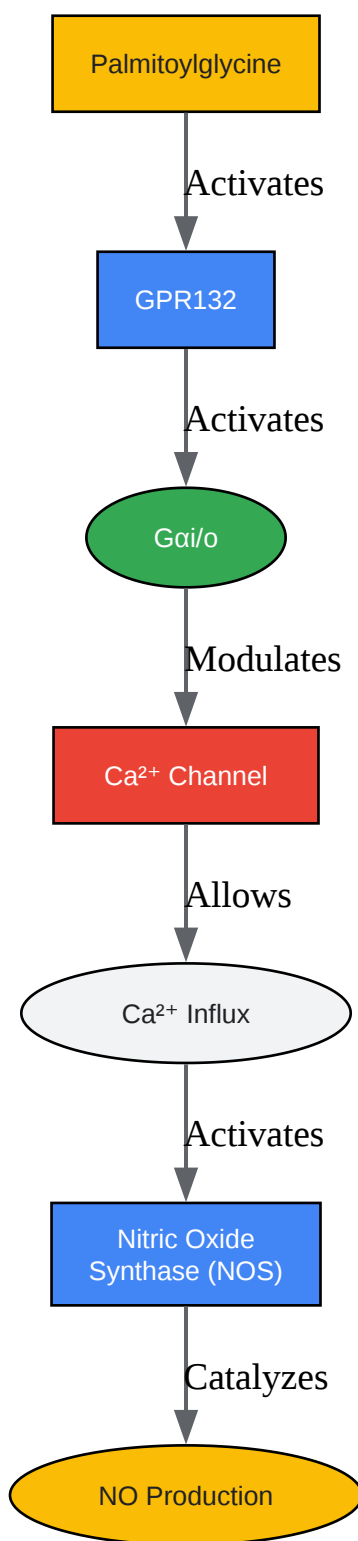 Palmitoylglycine
Activates
GPR132
Activates
Gαi/o
Modulates
Ca²⁺ Channel
Allows
Ca²⁺ Influx
Activates
Nitric Oxide
Synthase (NOS)
Catalyzes
NO Production